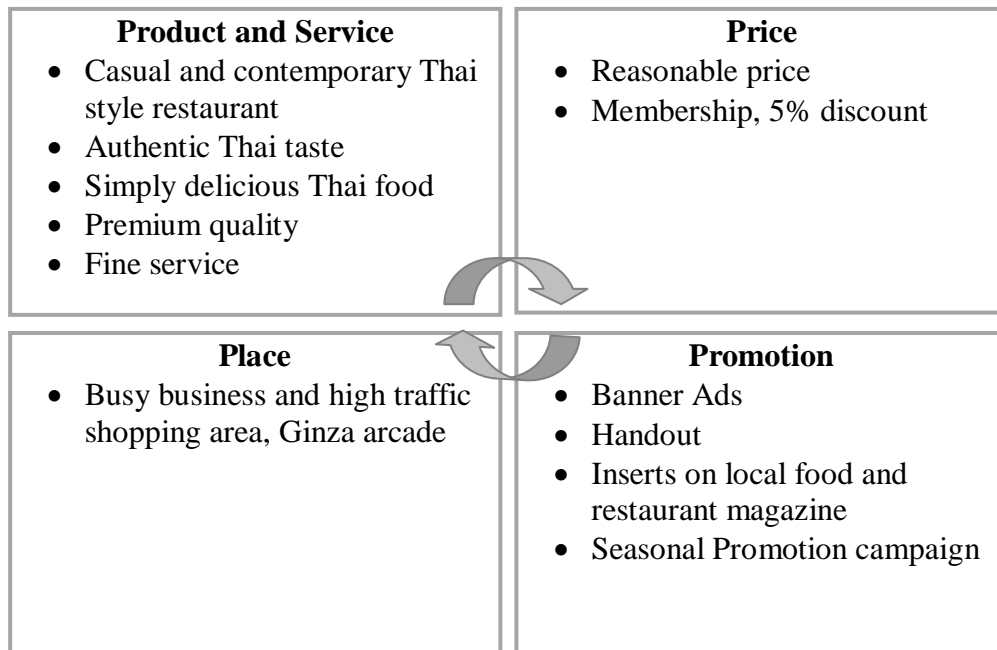 Product and Service
• Casual and contemporary Thai
style restaurant
• Authentic Thai taste
• Simply delicious Thai food
• Premium quality
• Fine service
Price
• Reasonable price
• Membership, 5% discount
Place
• Busy business and high traffic
shopping area, Ginza arcade
Promotion
• Banner Ads
• Handout
• Inserts on local food and
restaurant magazine
• Seasonal Promotion campaign